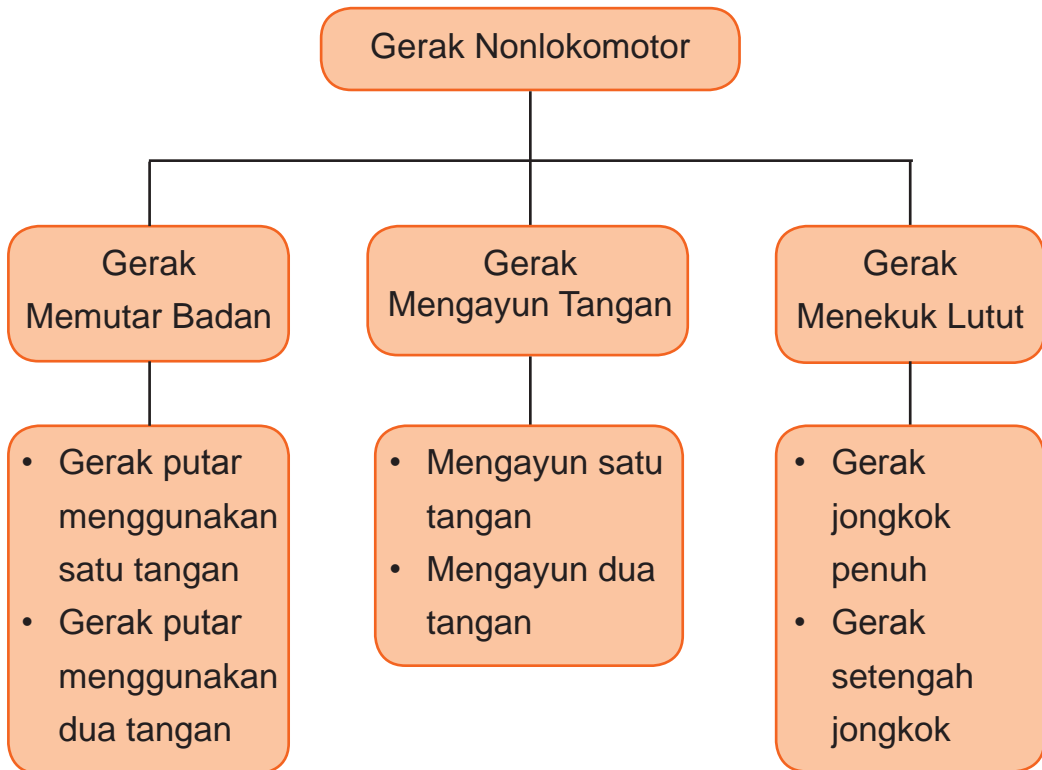 Gerak Nonlokomotor
Gerak
Memutar Badan
Gerak
Mengayun Tangan
Gerak
Menekuk Lutut
• Gerak putar
menggunakan
satu tangan
• Gerak putar
menggunakan
dua tangan
• Mengayun satu
tangan
• Mengayun dua
tangan
• Gerak
jongkok
penuh
• Gerak
setengah
jongkok